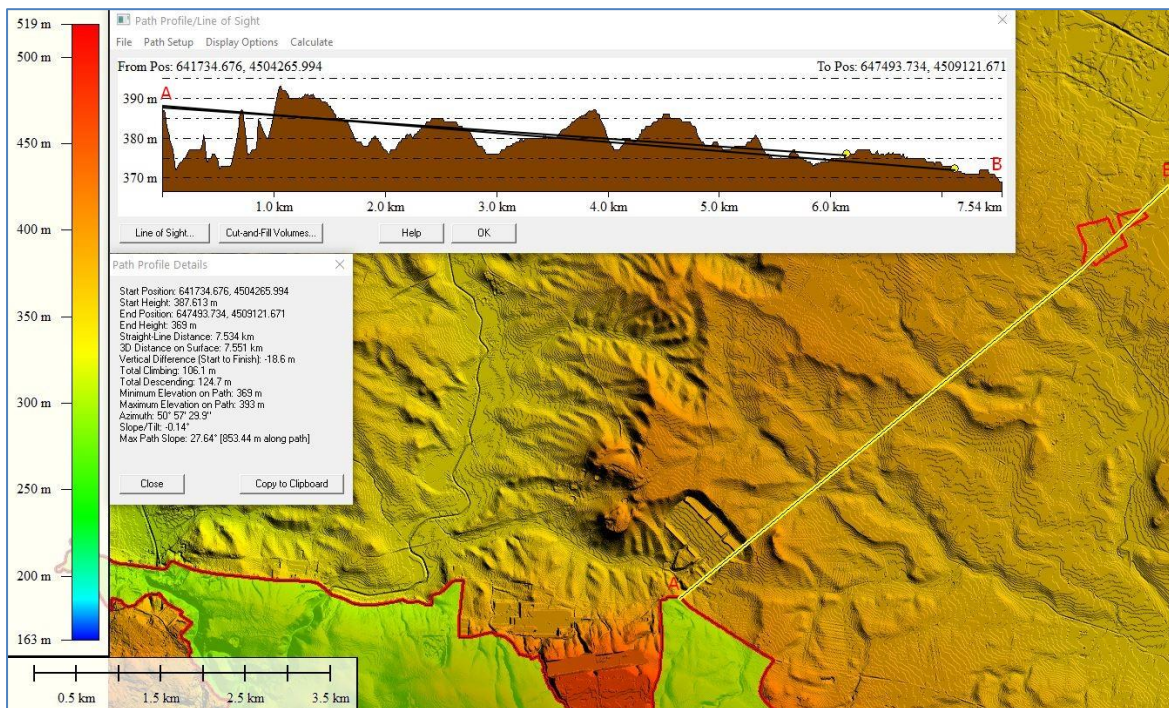 519 m
500 m
450 m
400 m
350 m
300 m
250 m
200 m
163 m
Path Profile/Line of Sight
File Path Setup Display Options Calculate
From Pos: 641734.676, 4504265.994
To Pos: 647493.734, 4509121.671
A
390 m
380 m
370 m
B
1.0 km 2.0 km 3.0 km 4.0 km 5.0 km 6.0 km 7.54 km
Line of Sight...
Cut-and-Fill Volumes...
Help
OK
Path Profile Details
Start Position: 641734.676, 4504265.994
Start Height: 387.613 m
End Position: 647493.734, 4509121.671
End Height: 369 m
Straight-Line Distance: 7.534 km
3D Distance on Surface: 7.551 km
Vertical Difference (Start to Finish): -18.6 m
Total Climbing: 106.1 m
Total Descending: 124.7 m
Minimum Elevation on Path: 369 m
Maximum Elevation on Path: 393 m
Azimuth: 50° 57' 29.9"
Slope/Tilt: -0.14°
Max Path Slope: 27.64° [853.44 m along path]
Close
Copy to Clipboard
B
A
0.5 km 1.5 km 2.5 km 3.5 km